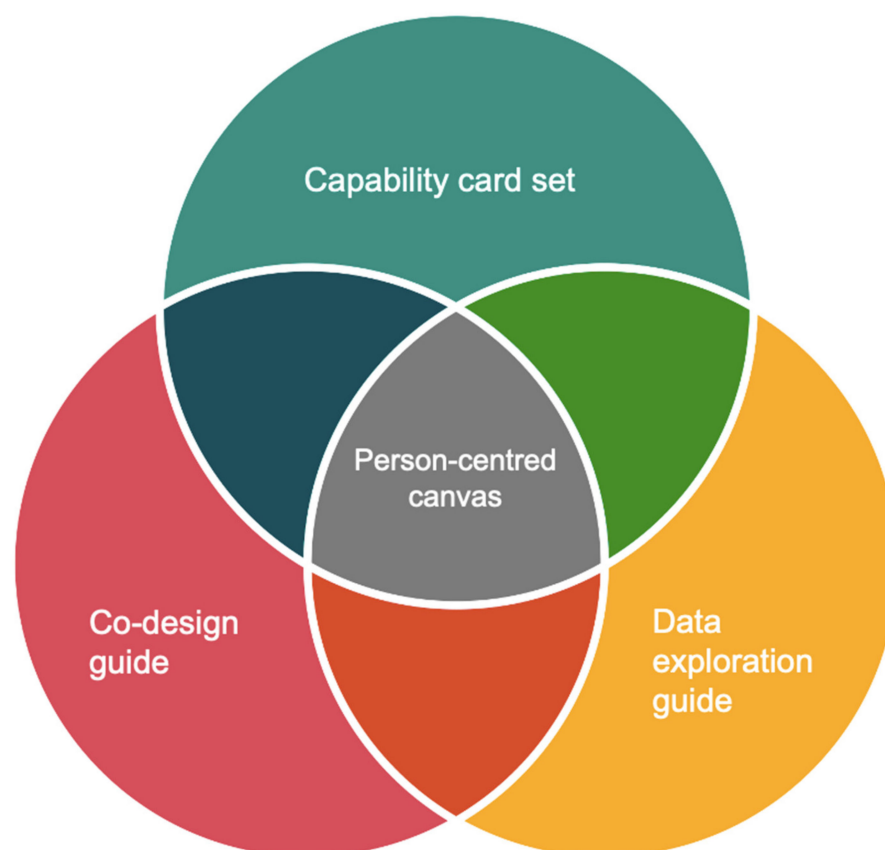 Capability card set
Person-centred
canvas
Co-design
guide
Data
exploration
guide